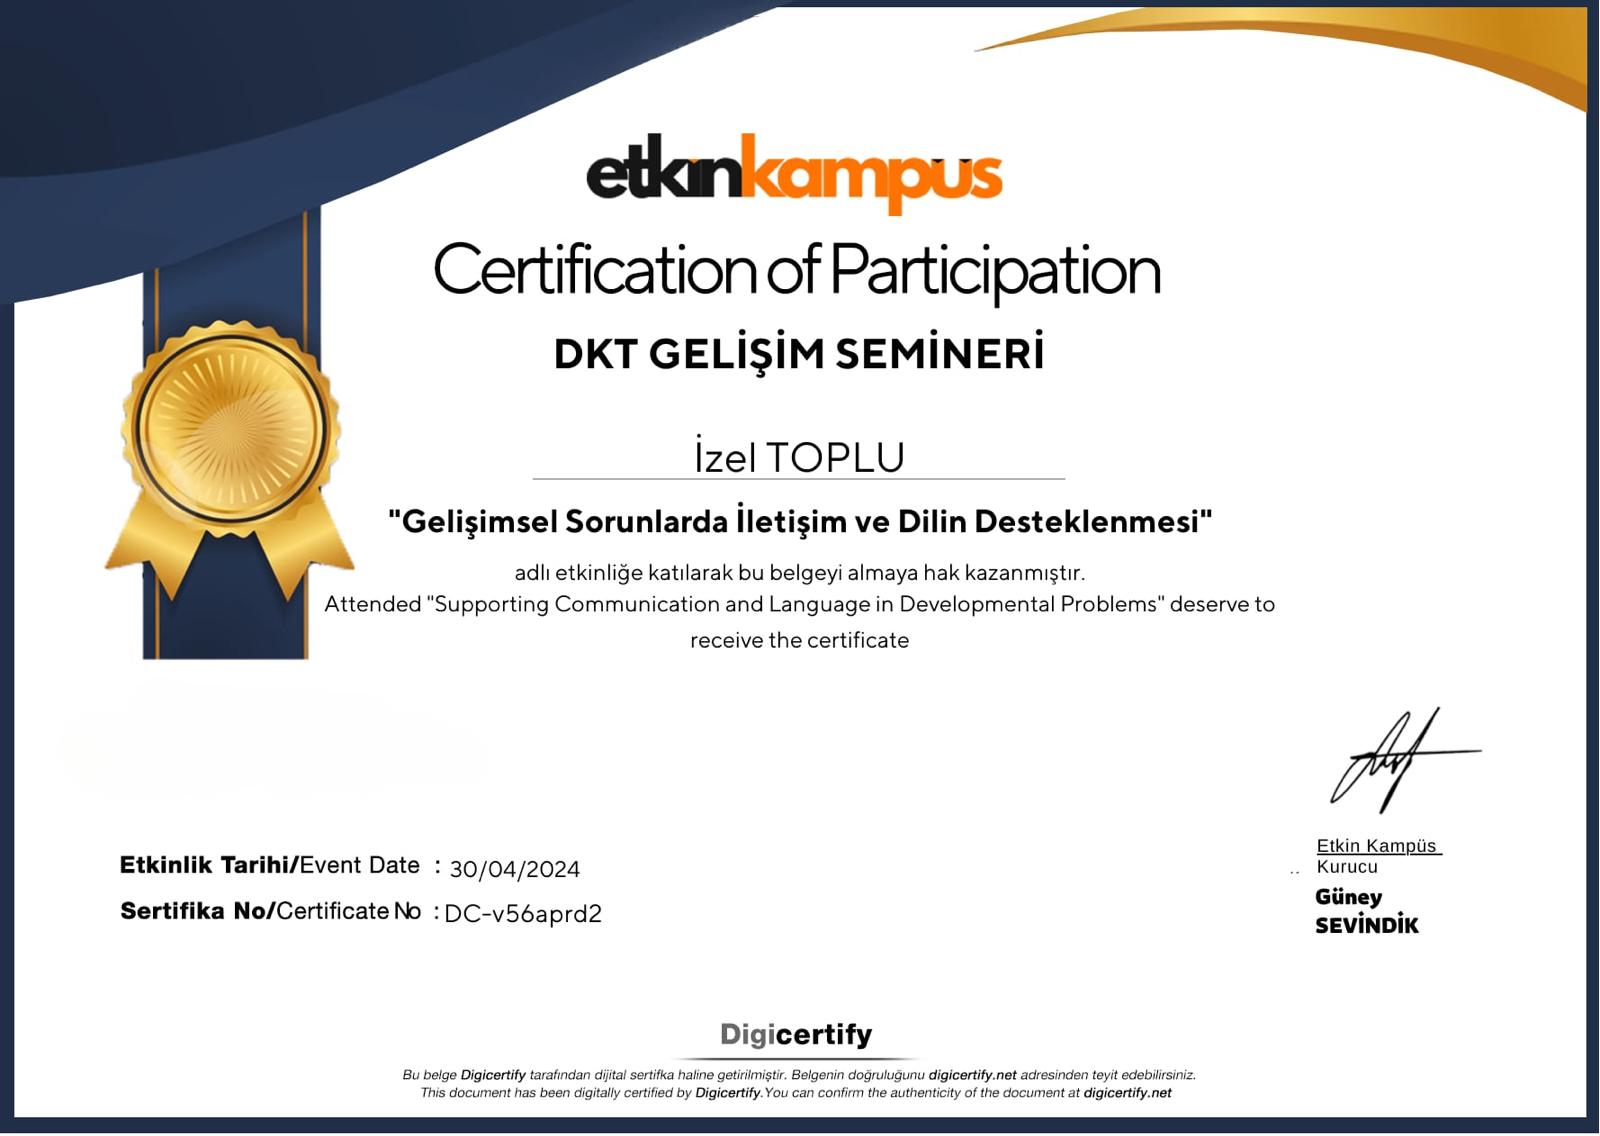 etkinkampüs
Certification of Participation
DKT GELİŞİM SEMİNERİ
İzel TOPLU
"Gelişimsel Sorunlarda İletişim ve Dilin Desteklenmesi"
adlı etkinliğe katılarak bu belgeyi almaya hak kazanmıştır.
Attended "Supporting Communication and Language in Developmental Problems" deserve to
receive the certificate
Etkinlik Tarihi/Event Date : 30/04/2024
Sertifika No/Certificate No : DC-v56aprd2
Etkin Kampüs
Kurucu
Güney
SEVİNDİK
Digicertify
Bu belge Digicertify tarafından dijital sertifka haline getirilmiştir. Belgenin doğruluğunu digicertify.net adresinden teyit edebilirsiniz.
This document has been digitally certified by Digicertify.You can confirm the authenticity of the document at digicertify.net